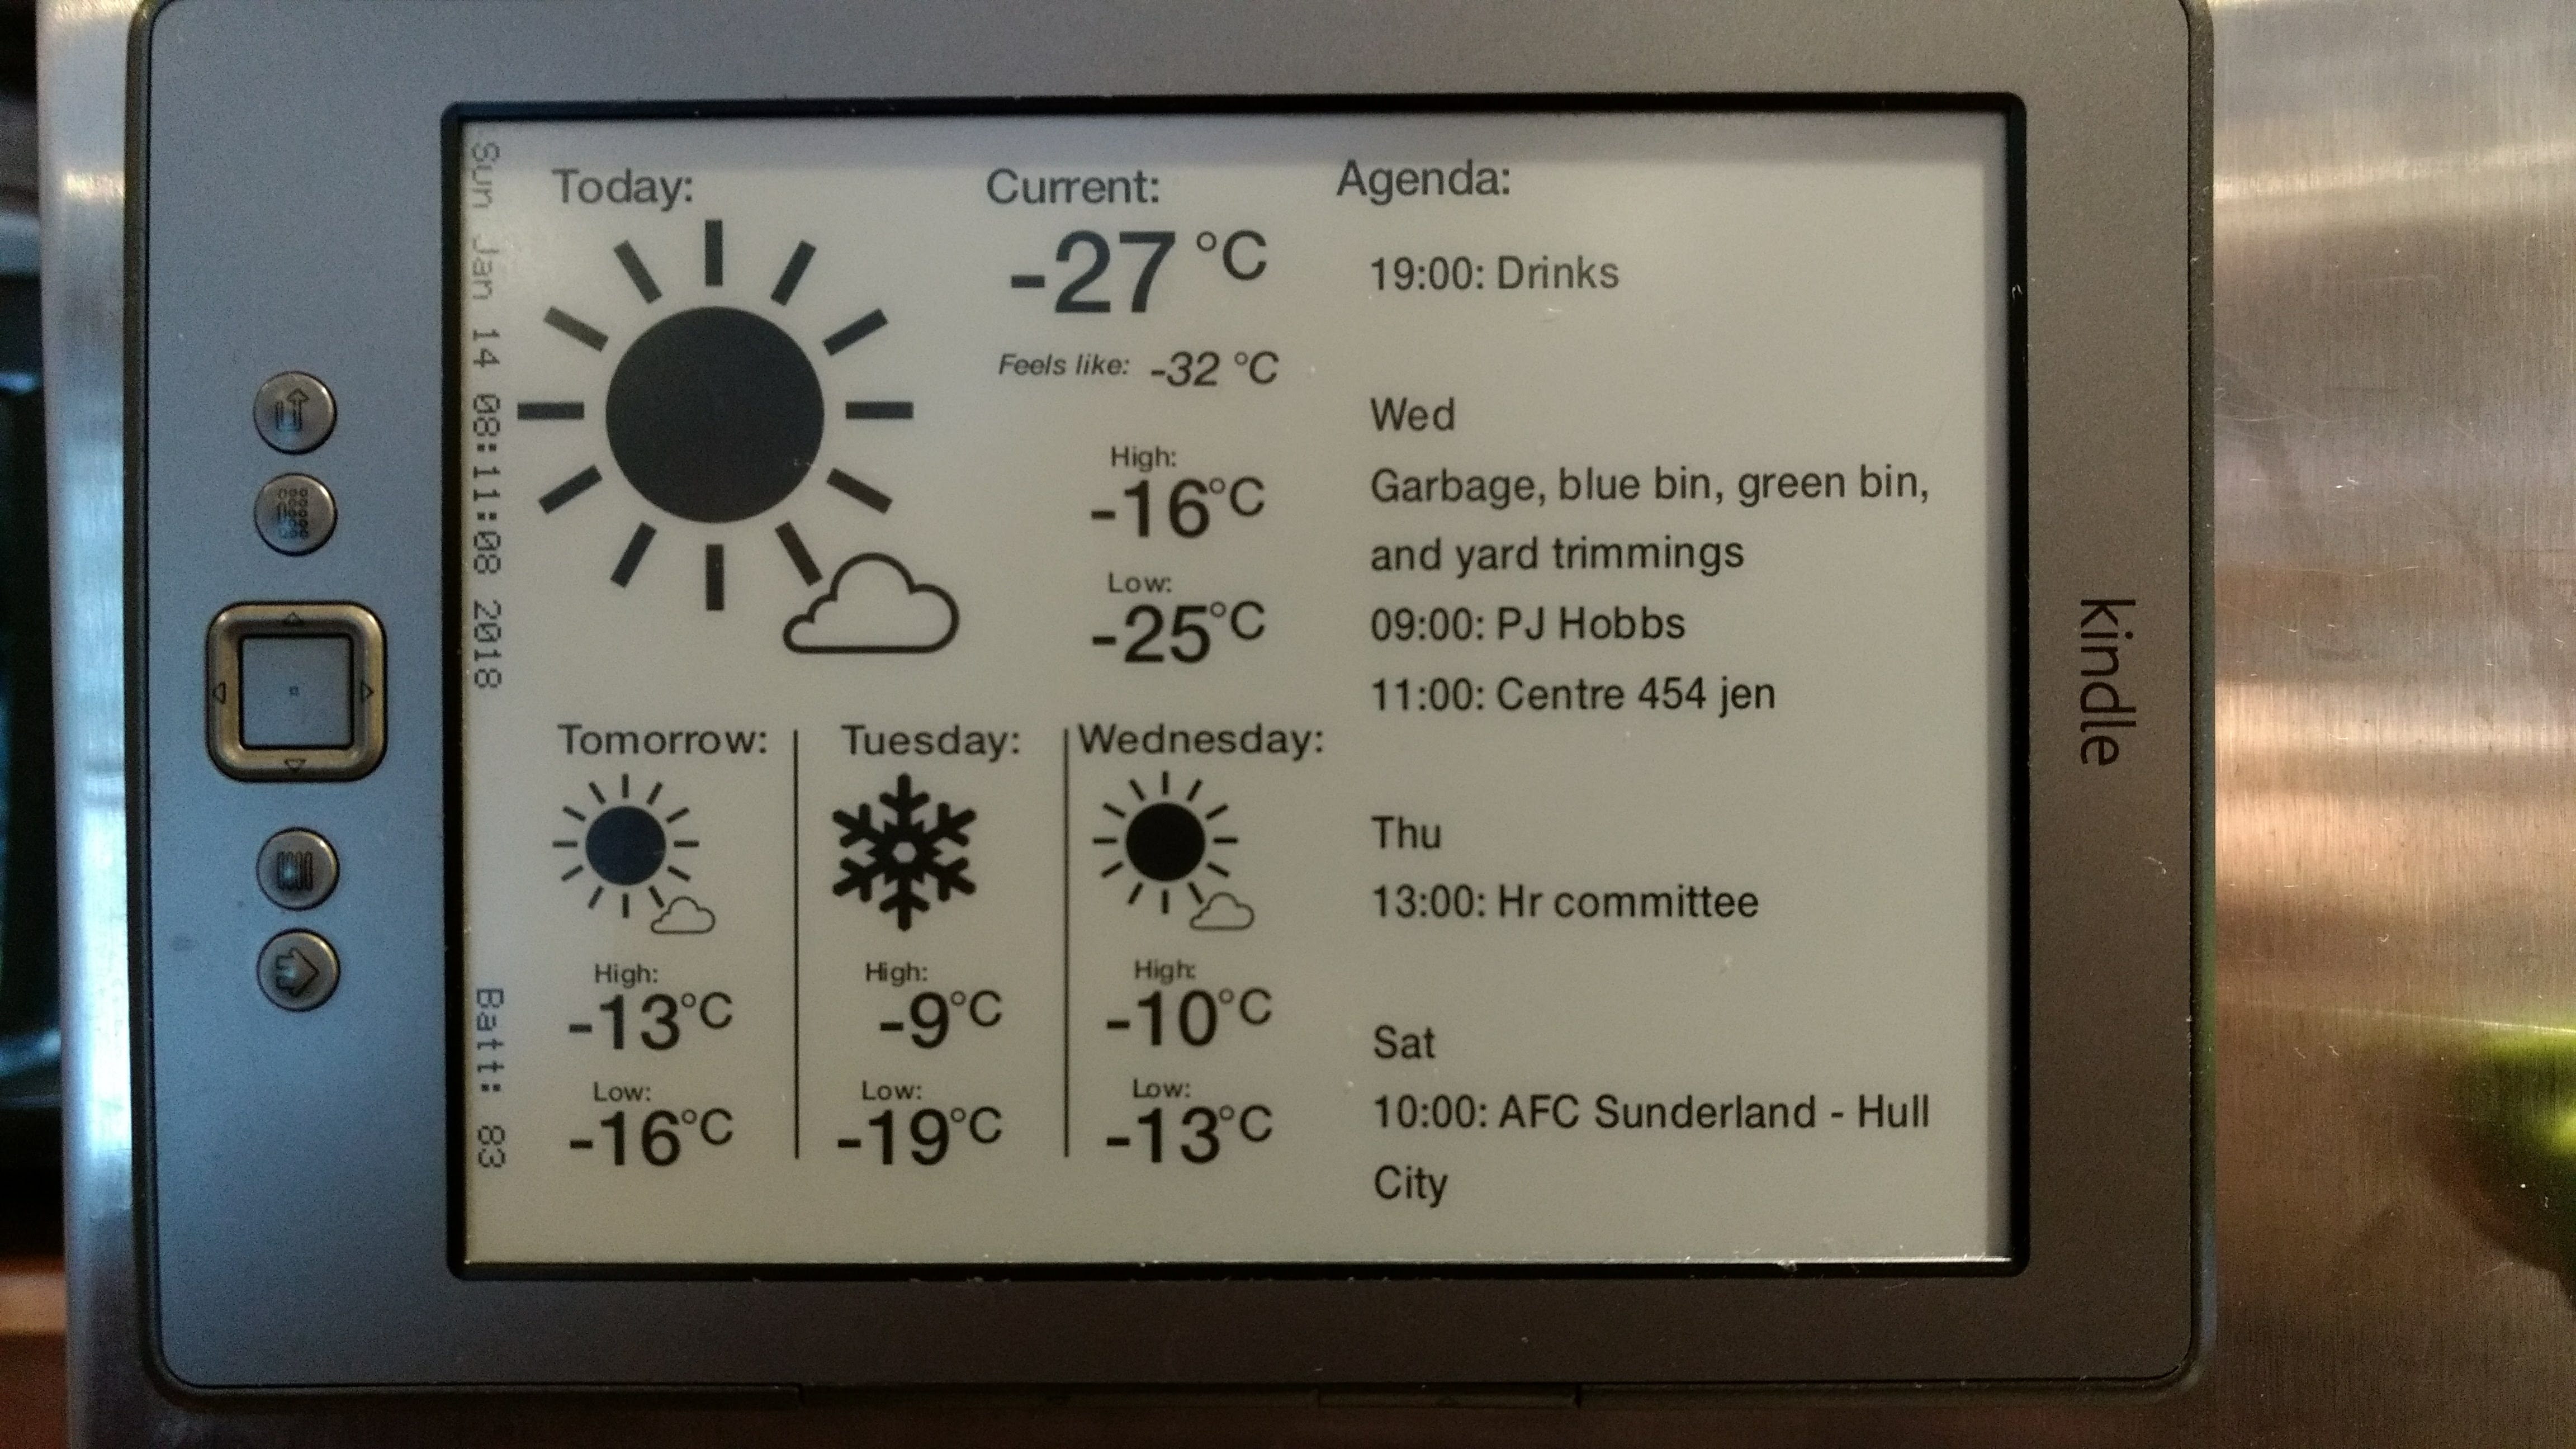 Sun Jan 14 08:11:08 2018
Batt: 83
Today:
Current:
-27 °C
Feels like: -32 °C
High:
-16°C
Low:
-25°C
Tomorrow:
High:
-13°C
Low:
-16°C
Tuesday:
High:
-9°C
Low:
-19°C
Wednesday:
High:
-10°C
Low:
-13°C
Agenda:
19:00: Drinks
Wed
Garbage, blue bin, green bin,
and yard trimmings
09:00: PJ Hobbs
11:00: Centre 454 jen
Thu
13:00: Hr committee
Sat
10:00: AFC Sunderland - Hull
City
kindle